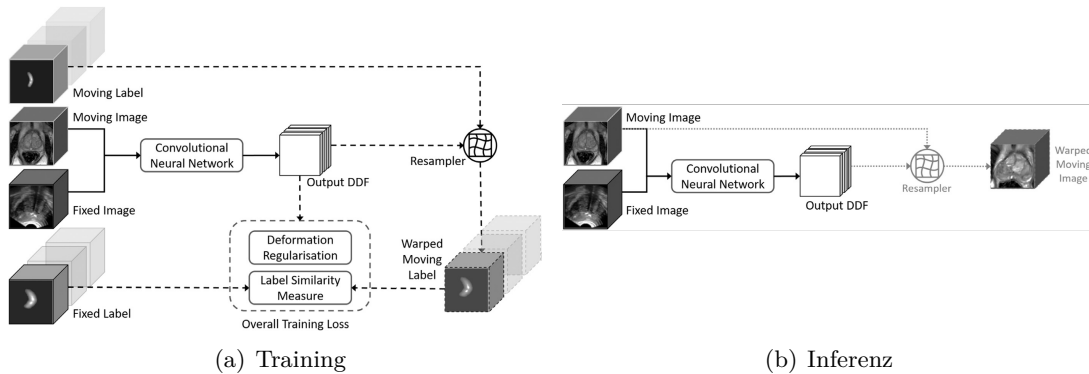 Moving Label
Moving Image
Convolutional
Neural Network
Output DDF
Resampler
Fixed Image
Deformation
Regularisation
Label Similarity
Measure
Overall Training Loss
Warped
Moving
Label
Fixed Label
(a) Training
Moving Image
Convolutional
Neural Network
Output DDF
Resampler
Warped
Moving
Image
Fixed Image
(b) Inferenz